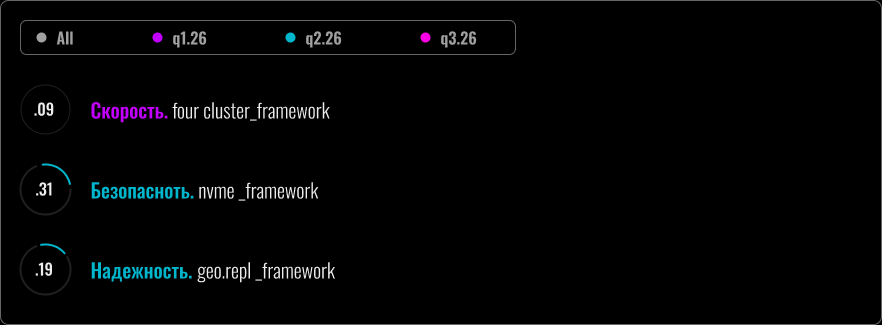 All q1.26 q2.26 q3.26
.09 Скорость. four cluster_framework
.31 Безопасноть. nvme _framework
.19 Надежность. geo.repl _framework